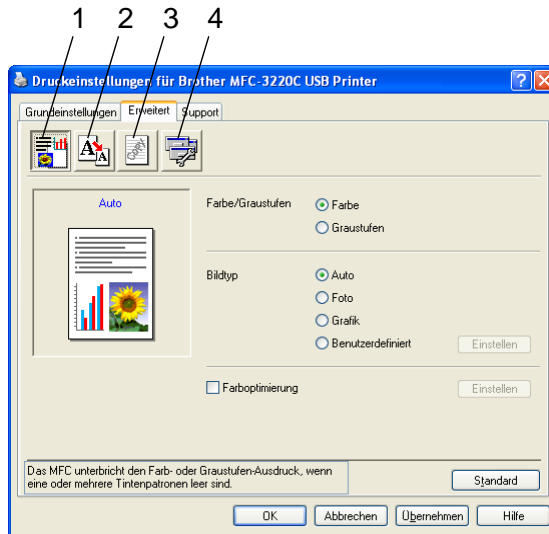 1 2 3 4
Druckeinstellungen für Brother MFC-3220C USB Printer
Grundeinstellungen Erweitert Support
A A
Copy
Auto
Farbe/Graustufen
Farbe
Graustufen
Bildtyp
Auto
Foto
Grafik
Benutzerdefiniert Einstellen
Farboptimierung Einstellen
Das MFC unterbricht den Farb- oder Graustufen-Ausdruck, wenn
eine oder mehrere Tintenpatronen leer sind.
Standard
OK Abbrechen Übernehmen Hilfe